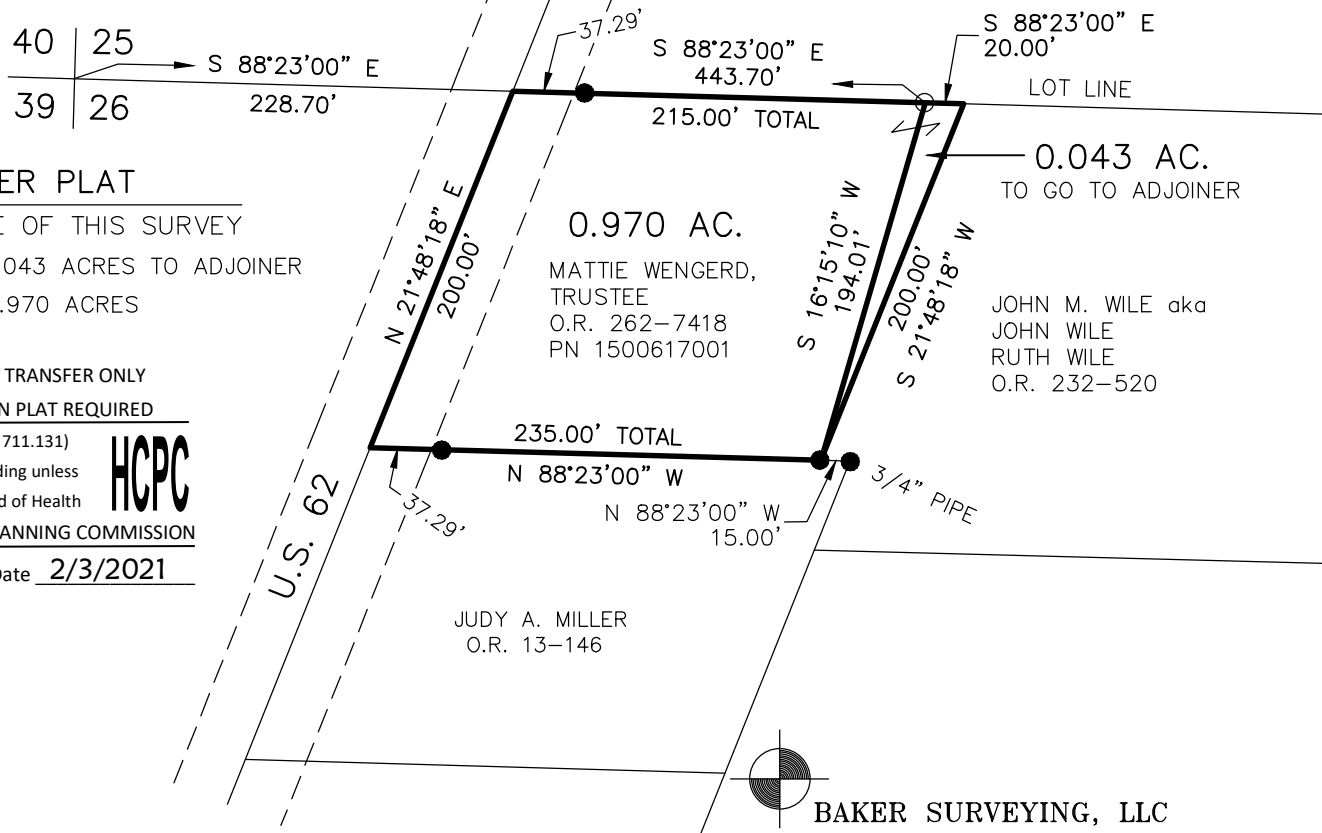 40 25
39 26
S 88°23'00" E
228.70'
37.29'
S 88°23'00" E
443.70'
215.00' TOTAL
S 88°23'00" E
20.00'
LOT LINE
0.043 AC.
TO GO TO ADJOINER
ER PLAT
OF THIS SURVEY
043 ACRES TO ADJOINER
.970 ACRES
TRANSFER ONLY
N PLAT REQUIRED
711.131)
ding unless
d of Health
HCPC
ANNING COMMISSION
Date 2/3/2021
N 21°48'18" E
200.00'
0.970 AC.
MATTIE WENGERD,
TRUSTEE
O.R. 262-7418
PN 1500617001
S 16°15'10" W
194.01'
200.00'
S 21°48'18" W
JOHN M. WILE aka
JOHN WILE
RUTH WILE
O.R. 232-520
235.00' TOTAL
N 88°23'00" W
37.29'
N 88°23'00" W
15.00'
3/4" PIPE
U.S. 62
JUDY A. MILLER
O.R. 13-146
BAKER SURVEYING, LLC